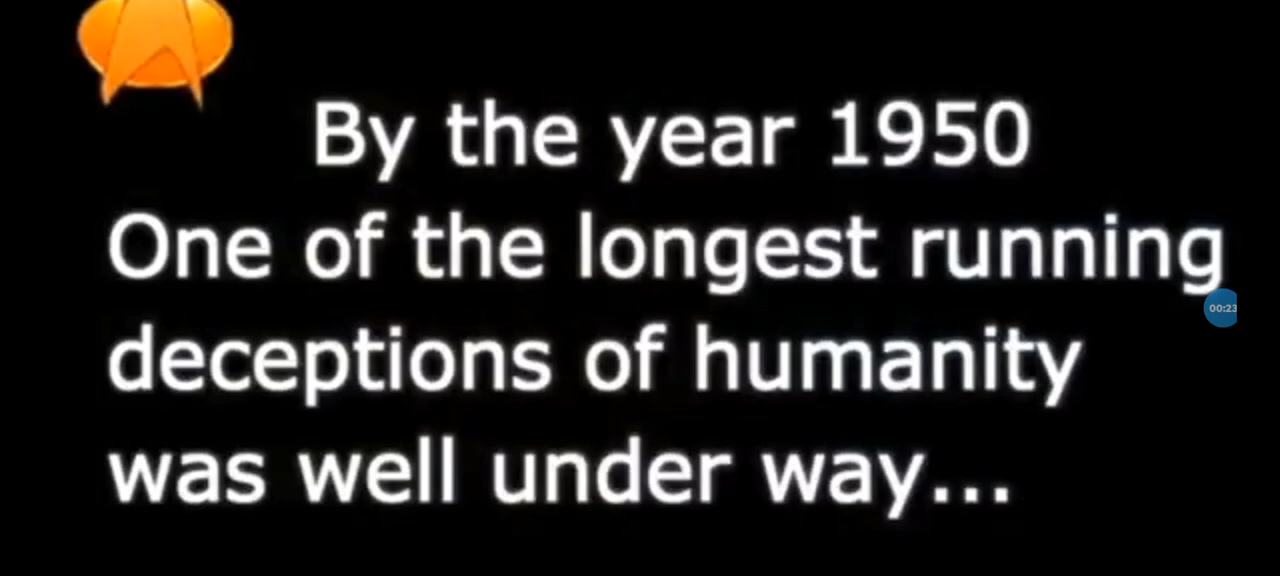 By the year 1950
One of the longest running
00:23
deceptions of humanity
was well under way...